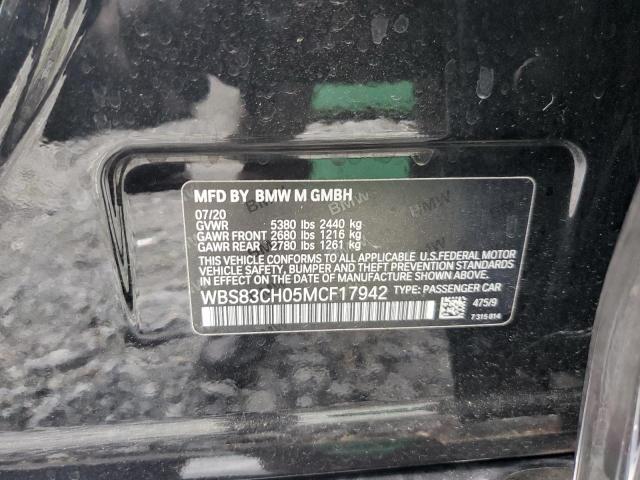 MFD BY BMW M GMBH
07/20
GVWR 5380 lbs 2440 kg
GAWR FRONT 2680 lbs 1216 kg
GAWR REAR 2780 lbs 1261 kg
THIS VEHICLE CONFORMS TO ALL APPLICABLE U.S.FEDERAL MOTOR
VEHICLE SAFETY, BUMPER, AND THEFT PREVENTION STANDARDS
IN EFFECT ON THE DATE OF MANUFACTURE SHOWN ABOVE.
WBS83CH05MCF17942 TYPE: PASSENGER CAR
475/9
7 315 814